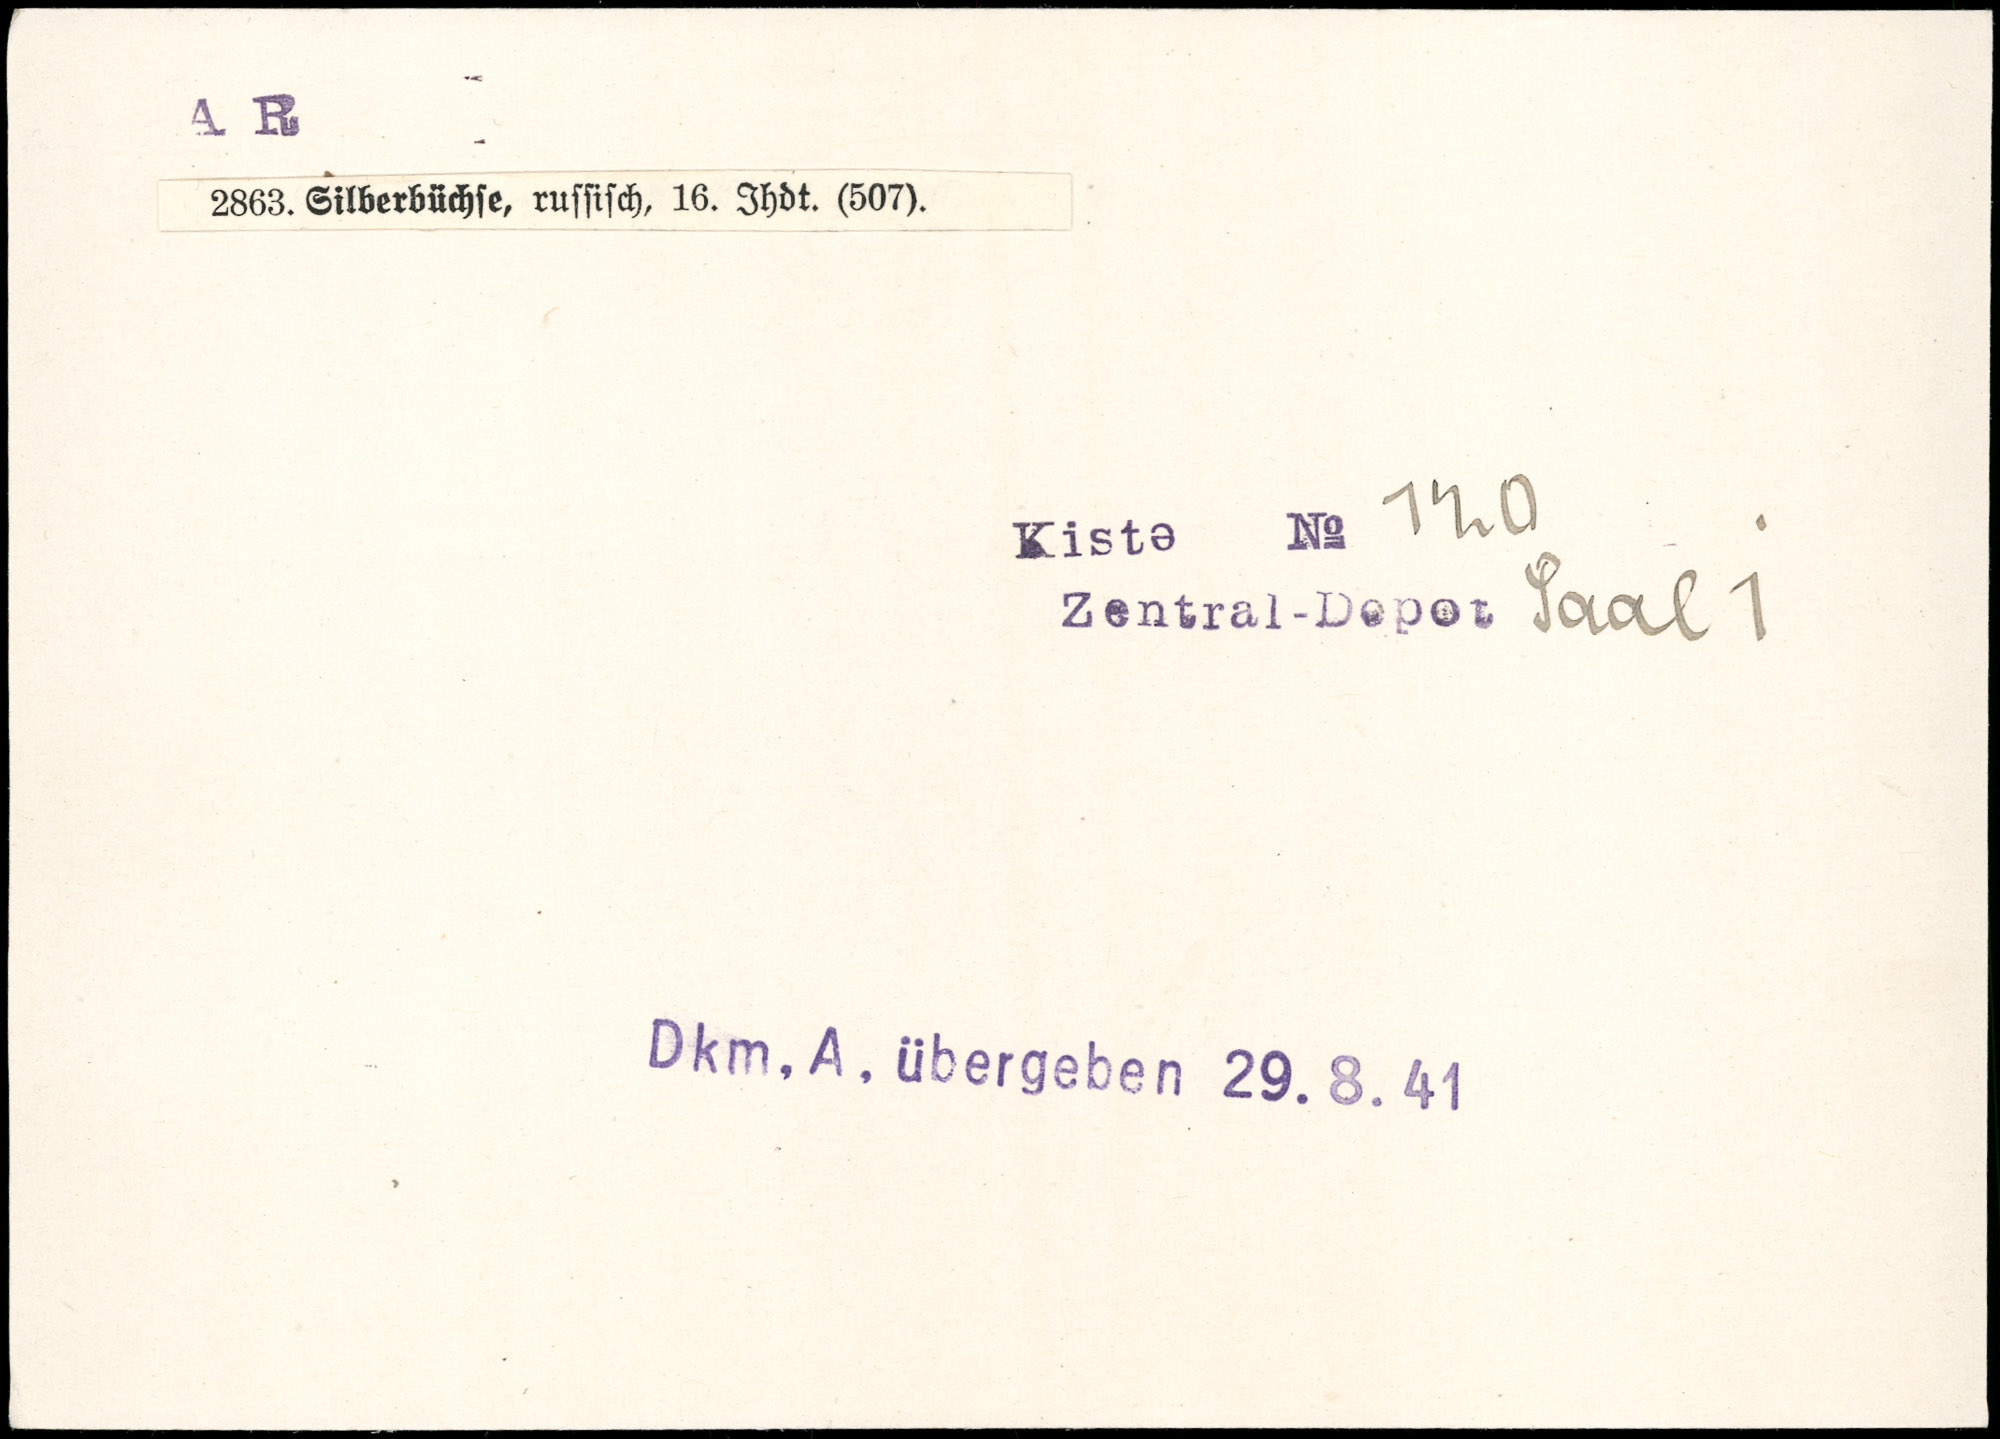 A R
2863. Silberbüchse, russisch, 16. Jhdt. (507).
Kiste № 120
Zentral-Depot Saal 1
Dkm. A. übergeben 29. 8. 41